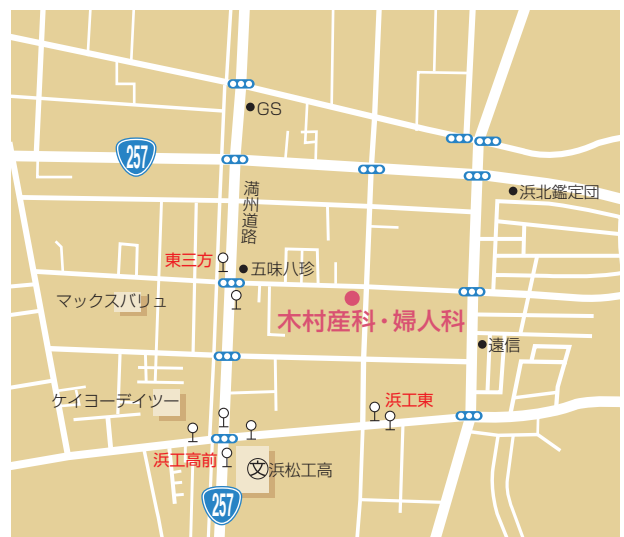 GS
257
満州道路
浜北鑑定団
東三方
五味八珍
マックスバリュ
木村産科・婦人科
遠信
ケイヨーデイツー
浜工東
浜工高前
文
浜松工高
257